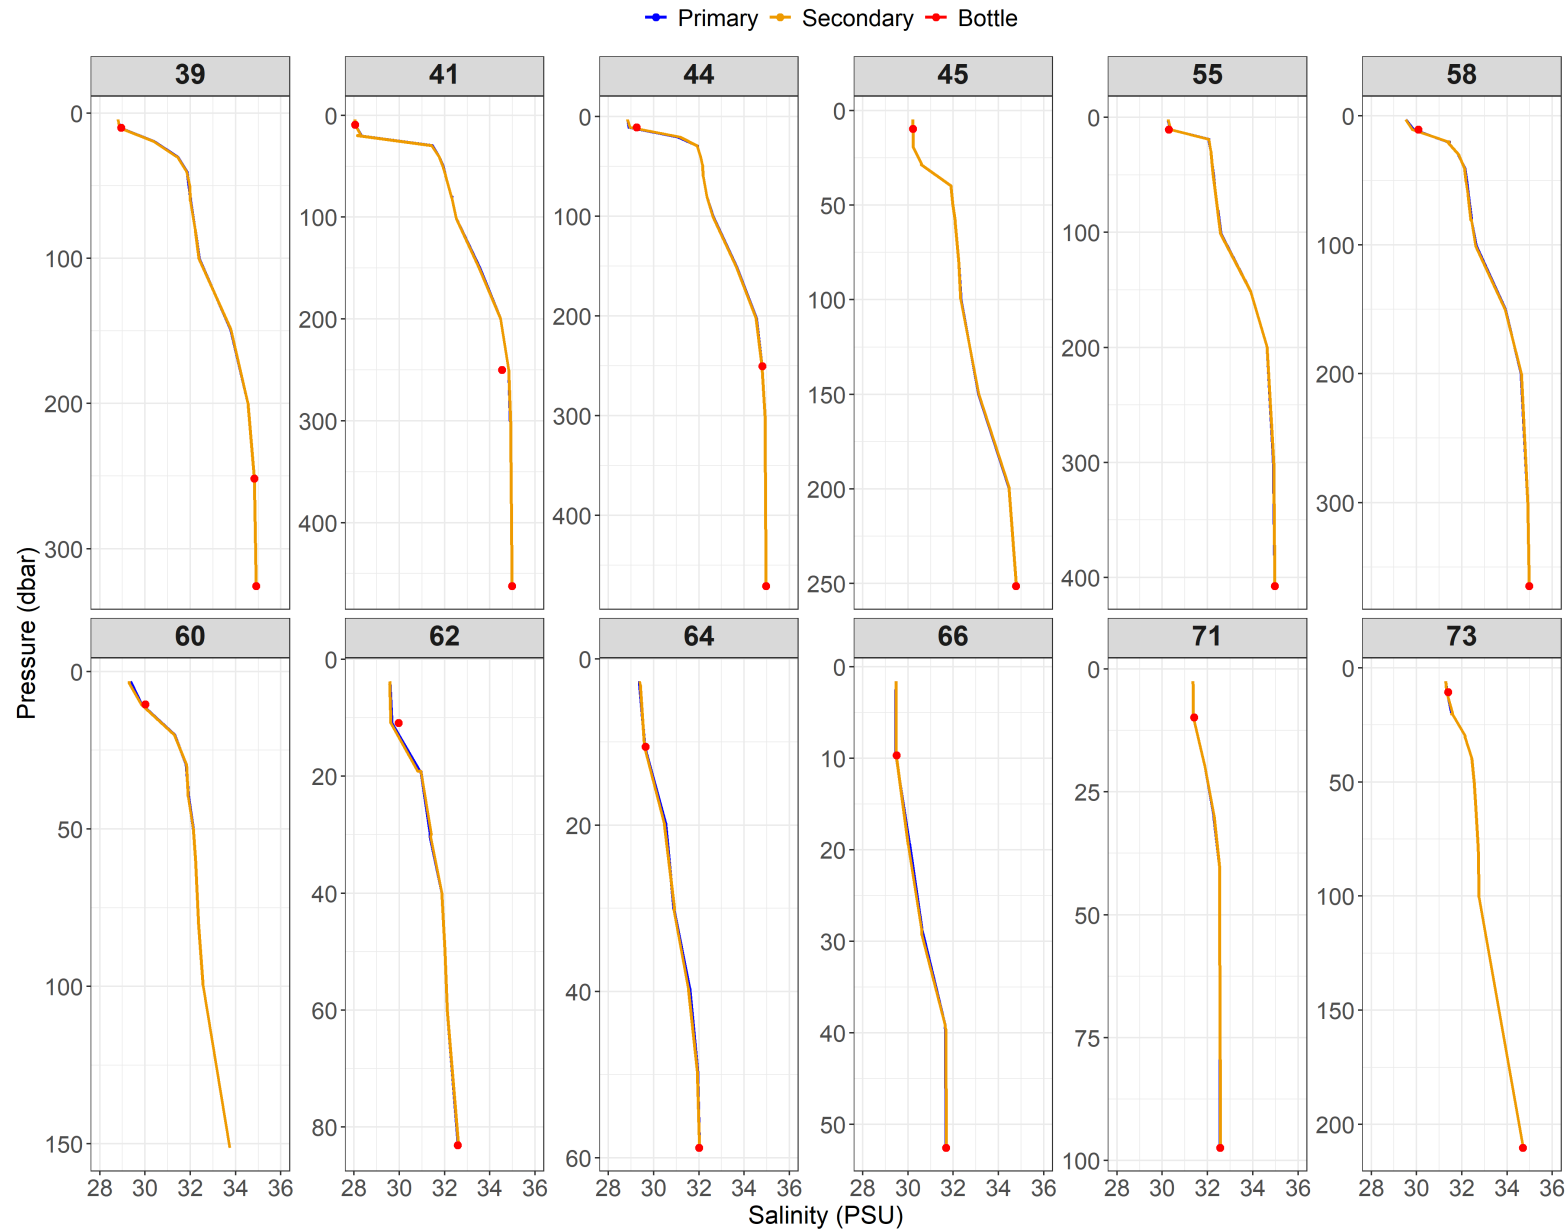 Primary Secondary Bottle
39 41 44 45 55 58
0 100 200 300
0 100 200 300 400
0 100 200 300 400
0 50 100 150 200 250
0 100 200 300 400
0 100 200 300
Pressure (dbar)
60 62 64 66 71 73
0 50 100 150
0 20 40 60 80
0 20 40 60
0 10 20 30 40 50
0 25 50 75 100
0 50 100 150 200
28 30 32 34 36 28 30 32 34 36 28 30 32 34 36 28 30 32 34 36 28 30 32 34 36 28 30 32 34 36
Salinity (PSU)